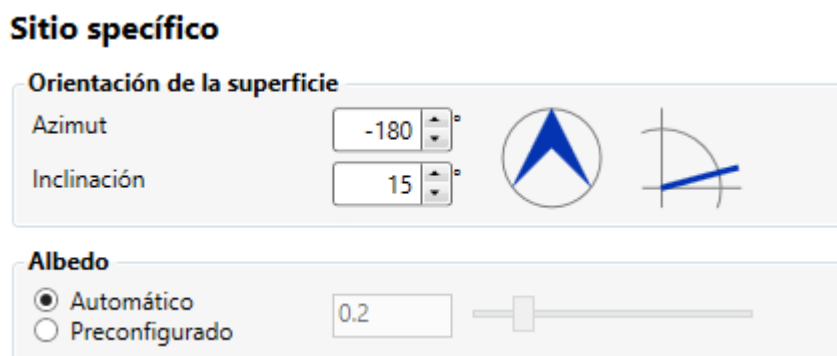 Sitio specífico
Orientación de la superficie
Azimut -180 °
Inclinación 15 °
Albedo
Automático 0.2
Preconfigurado